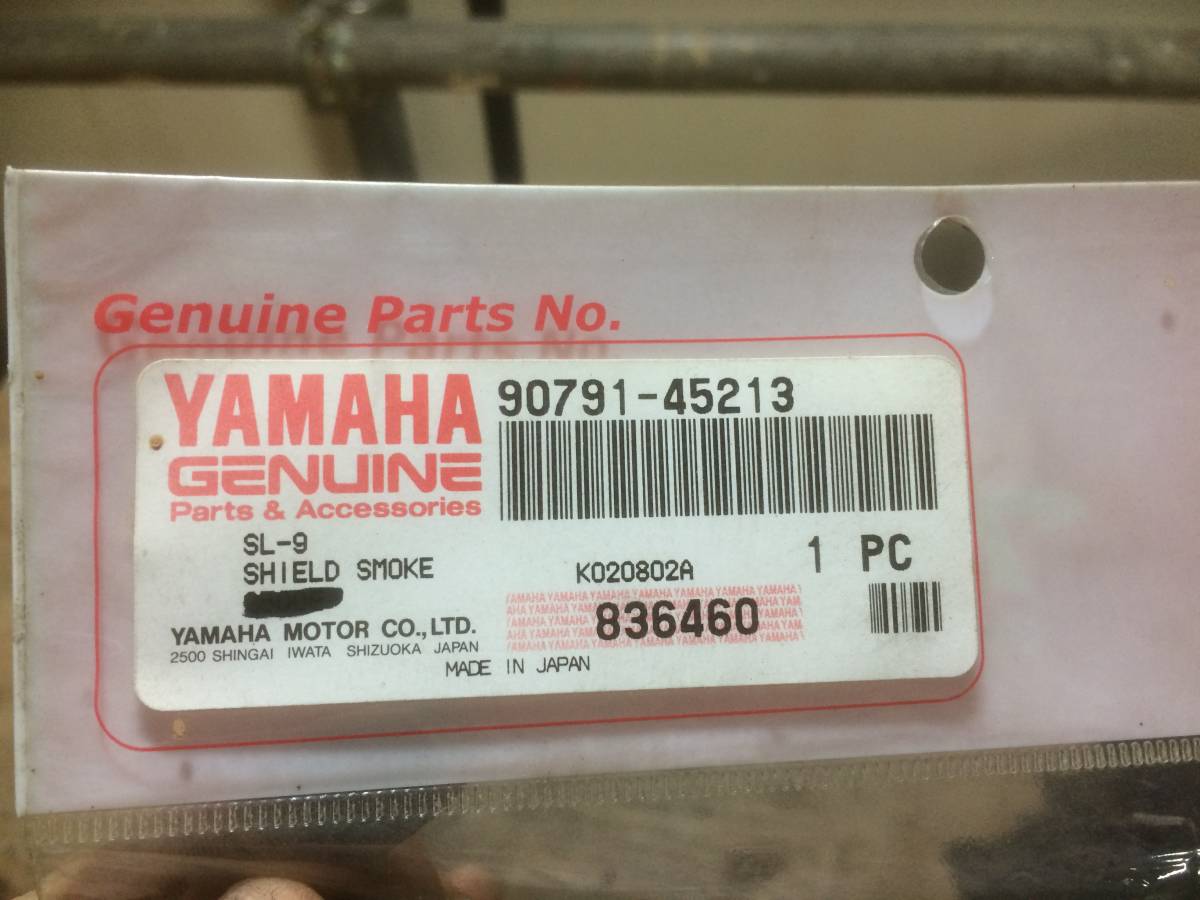 Genuine Parts No.
YAMAHA
GENUINE
Parts & Accessories
90791-45213
SL-9
SHIELD SMOKE
K020802A
1 PC
836460
YAMAHA MOTOR CO.,LTD.
2500 SHINGAI IWATA SHIZUOKA JAPAN
MADE IN JAPAN